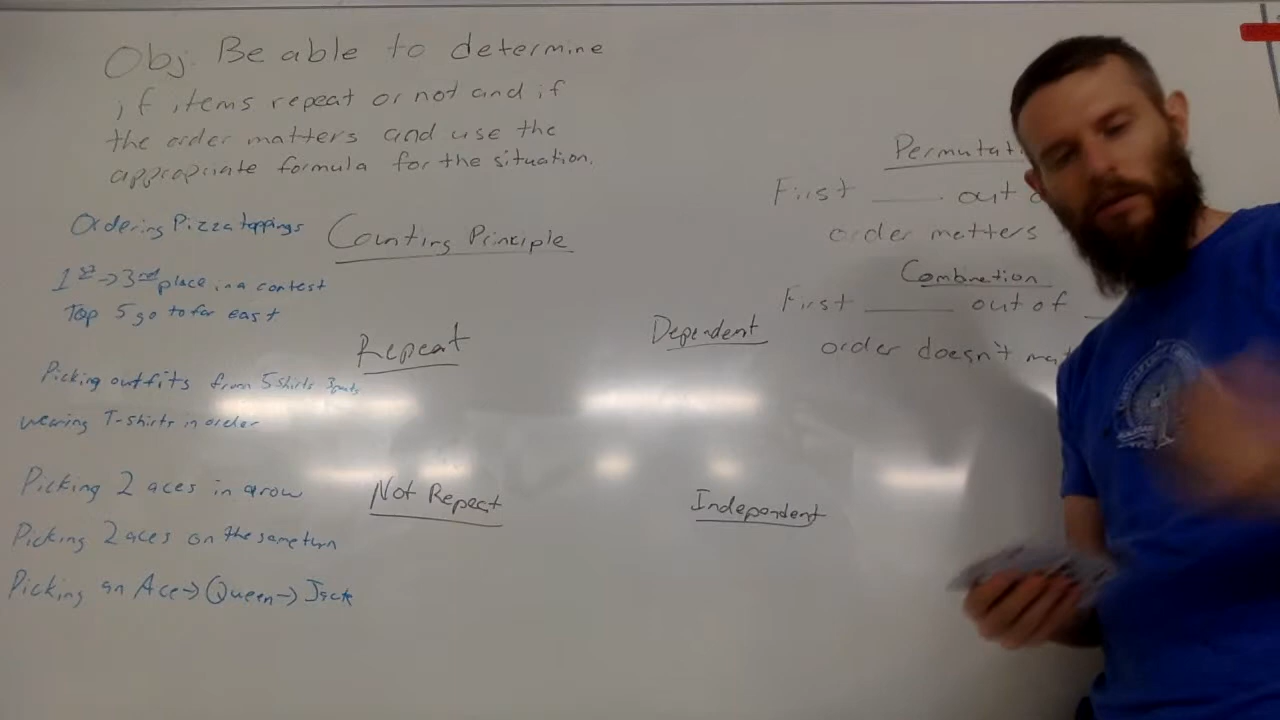 Obj: Be able to determine
if items repeat or not and if
the order matters and use the
appropriate formula for the situation.
Ordering Pizza toppings
1st → 3rd place in a contest
Top 5 go to far east
Picking outfits from 5 shirts 3 pants
wearing T-shirts in order
Picking 2 aces in a row
Picking 2 aces on the same turn
Picking an Ace → Queen → Jack
Counting Principle
Repeat
Not Repeat
Dependent
Independent
Permutati
First ____ out o
order matters
Combination
First ____ out of __
order doesn't mat